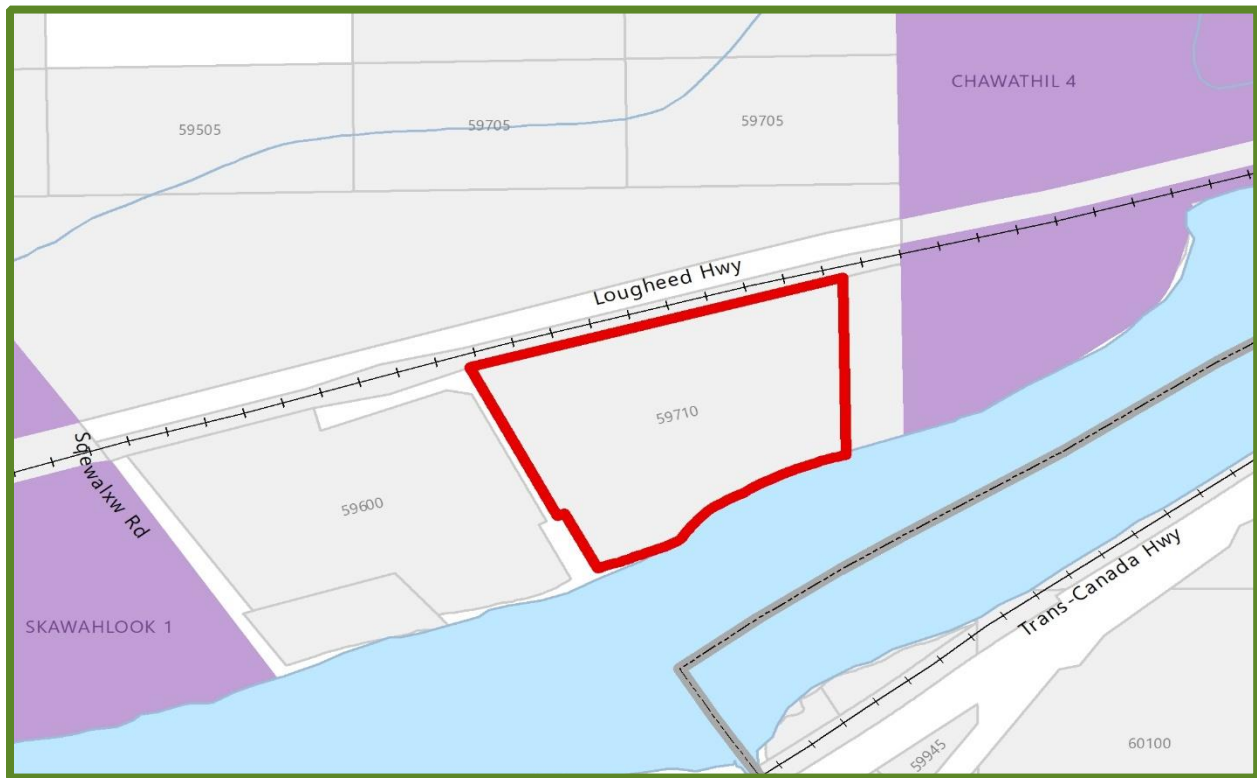 CHAWATHIL 4
59505
59705
59705
Lougheed Hwy
59710
Sqewalxw Rd
59600
Trans-Canada Hwy
SKAWAHLOOK 1
59945
60100